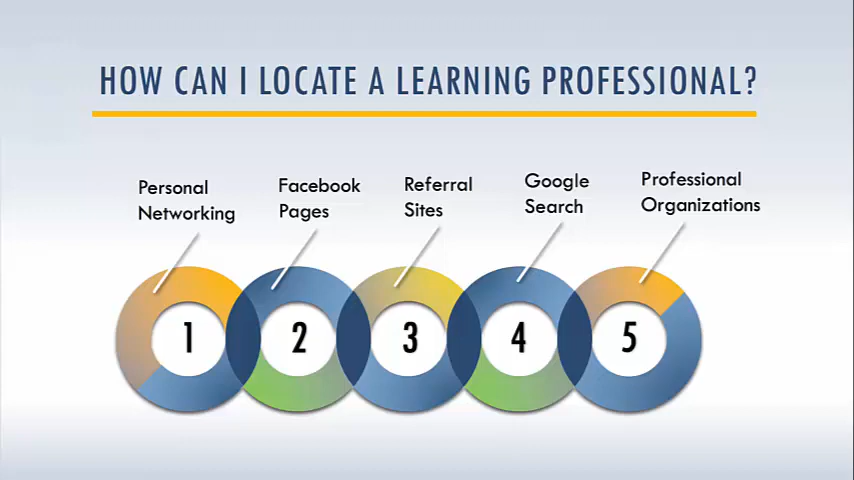 HOW CAN I LOCATE A LEARNING PROFESSIONAL?
Personal
Networking
Facebook
Pages
Referral
Sites
Google
Search
Professional
Organizations
1
2
3
4
5